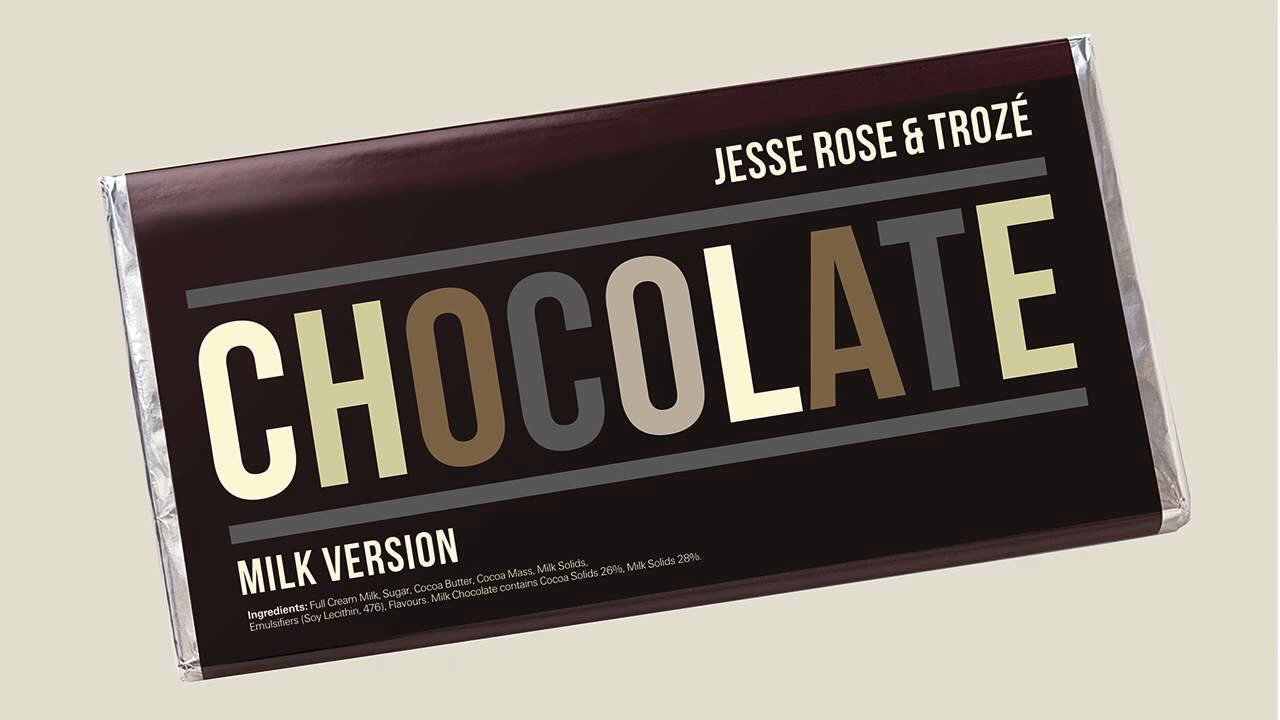 JESSE ROSE & TROZÉ
CHOCOLATE
MILK VERSION
Ingredients: Full Cream Milk, Sugar, Cocoa Butter, Cocoa Mass, Milk Solids,
Emulsifiers (Soy Lecithin, 476), Flavours. Milk Chocolate contains Cocoa Solids 26%, Milk Solids 28%.